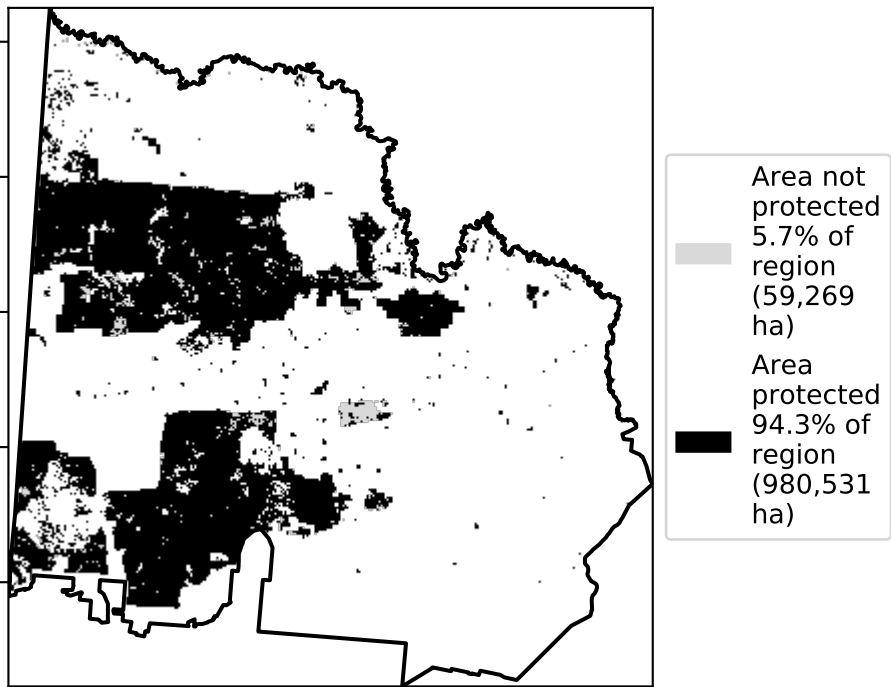 Area not
protected
5.7% of
region
(59,269
ha)
Area
protected
94.3% of
region
(980,531
ha)